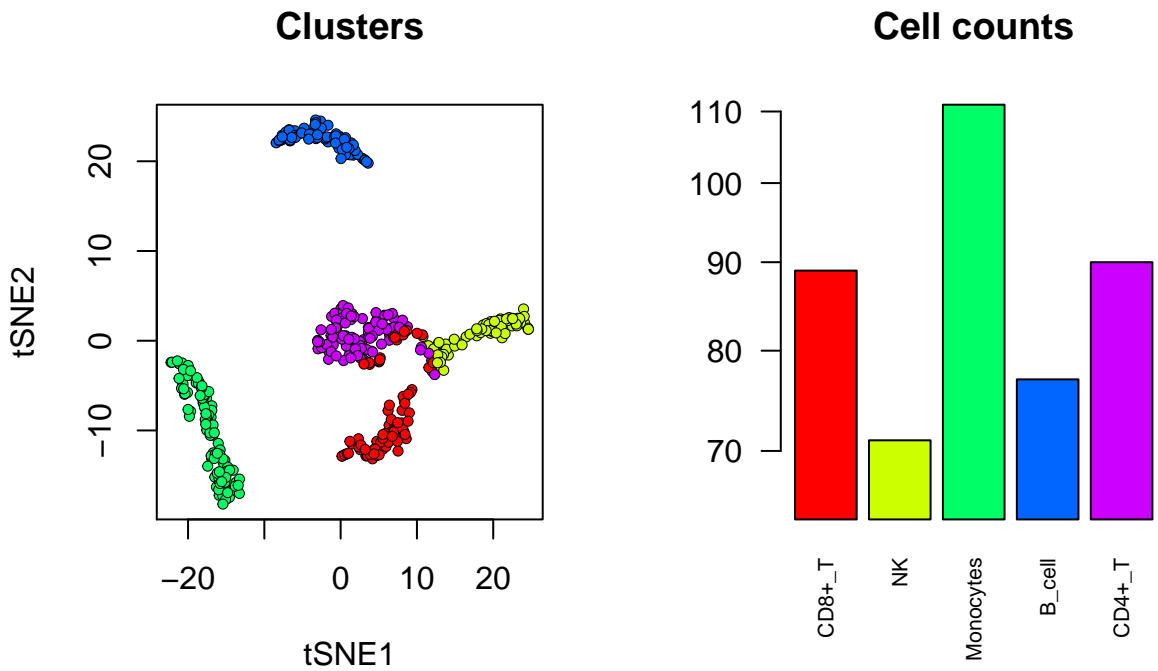 Clusters
tSNE2
20
10
0
−10
−20 0 10 20
tSNE1
Cell counts
110
100
90
80
70
CD8+_T
NK
Monocytes
B_cell
CD4+_T